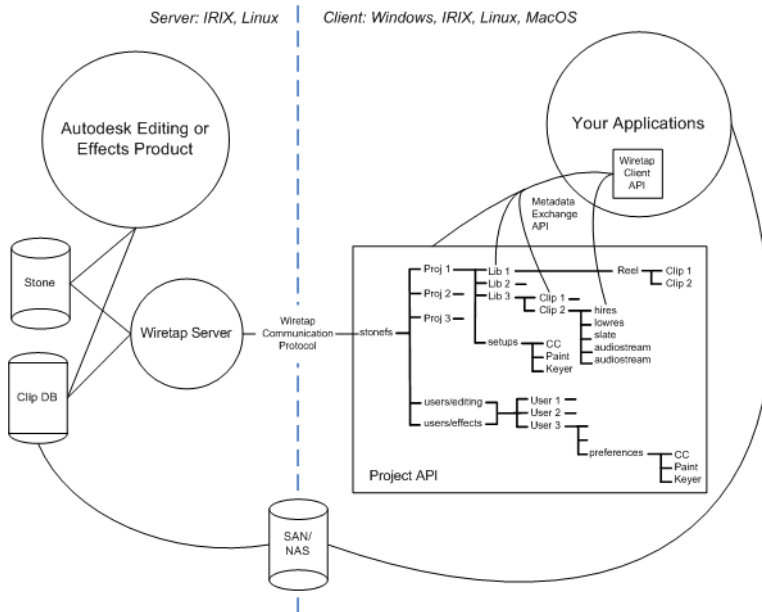 Server: IRIX, Linux
Client: Windows, IRIX, Linux, MacOS
Autodesk Editing or
Effects Product
Your Applications
Wiretap
Client
API
Metadata
Exchange
API
Stone
Wiretap Server
Clip DB
Wiretap
Communication
Protocol
stonefs
Proj 1
Proj 2
Proj 3
Lib 1
Lib 2
Lib 3
Reel
Clip 1
Clip 2
Clip 1
Clip 2
hires
lowres
slate
audiostream
audiostream
setups
CC
Paint
Keyer
users/editing
users/effects
User 1
User 2
User 3
preferences
CC
Paint
Keyer
Project API
SAN/
NAS